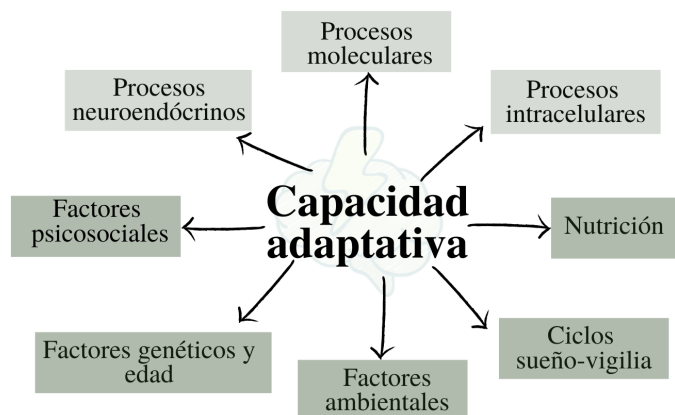 Procesos
moleculares
Procesos
neuroendócrinos
Procesos
intracelulares
Capacidad
adaptativa
Factores
psicosociales
Nutrición
Factores genéticos y
edad
Ciclos
sueño-vigilia
Factores
ambientales